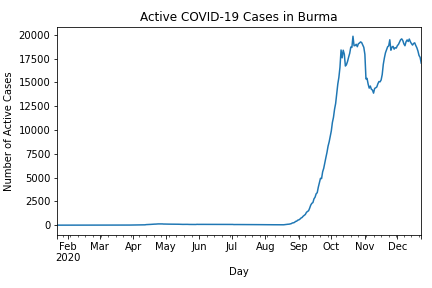 Active COVID-19 Cases in Burma
Number of Active Cases
20000
17500
15000
12500
10000
7500
5000
2500
0
Feb Mar Apr May Jun Jul Aug Sep Oct Nov Dec
2020
Day